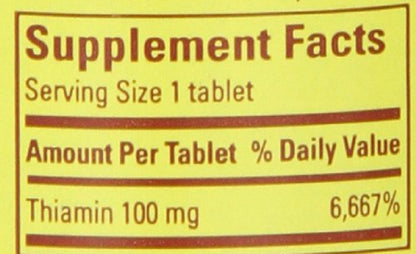 Supplement Facts
Serving Size 1 tablet
Amount Per Tablet % Daily Value
Thiamin 100 mg 6,667%